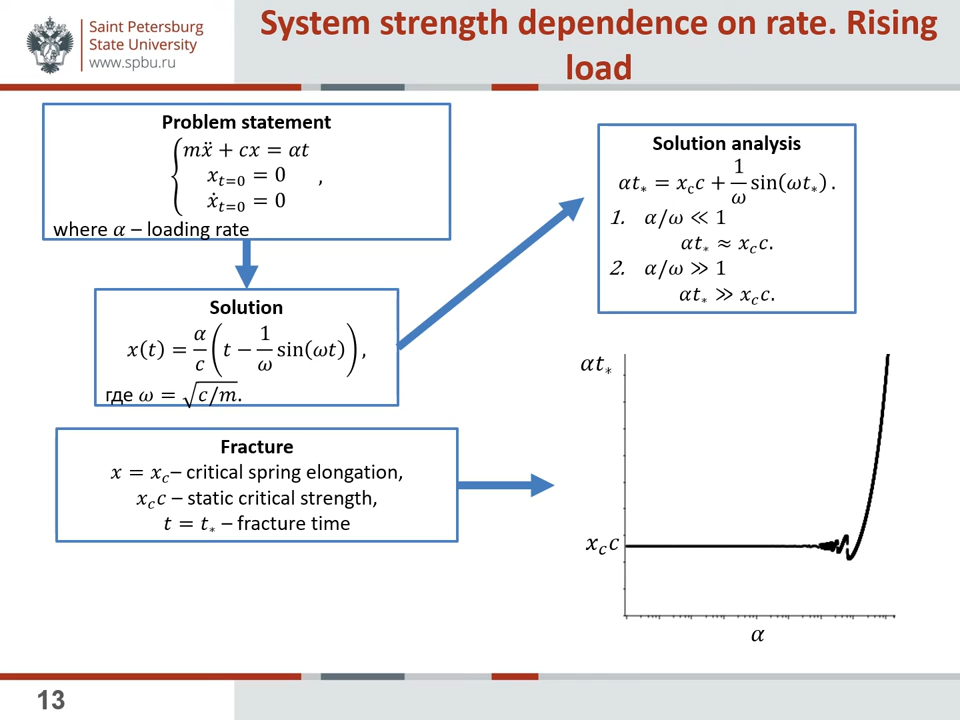 Saint Petersburg
State University
www.spbu.ru
System strength dependence on rate. Rising
load
Problem statement
mẍ + cx = αt
x_{t=0} = 0 ,
ẋ_{t=0} = 0
where α – loading rate
Solution
x(t) = α/c (t − 1/ω sin(ωt)),
где ω = √(c/m).
Fracture
x = x_c – critical spring elongation,
x_c c – static critical strength,
t = t_* – fracture time
Solution analysis
αt_* = x_c c + 1/ω sin(ωt_*) .
1. α/ω ≪ 1
αt_* ≈ x_c c.
2. α/ω ≫ 1
αt_* ≫ x_c c.
αt_*
x_c c
α
13